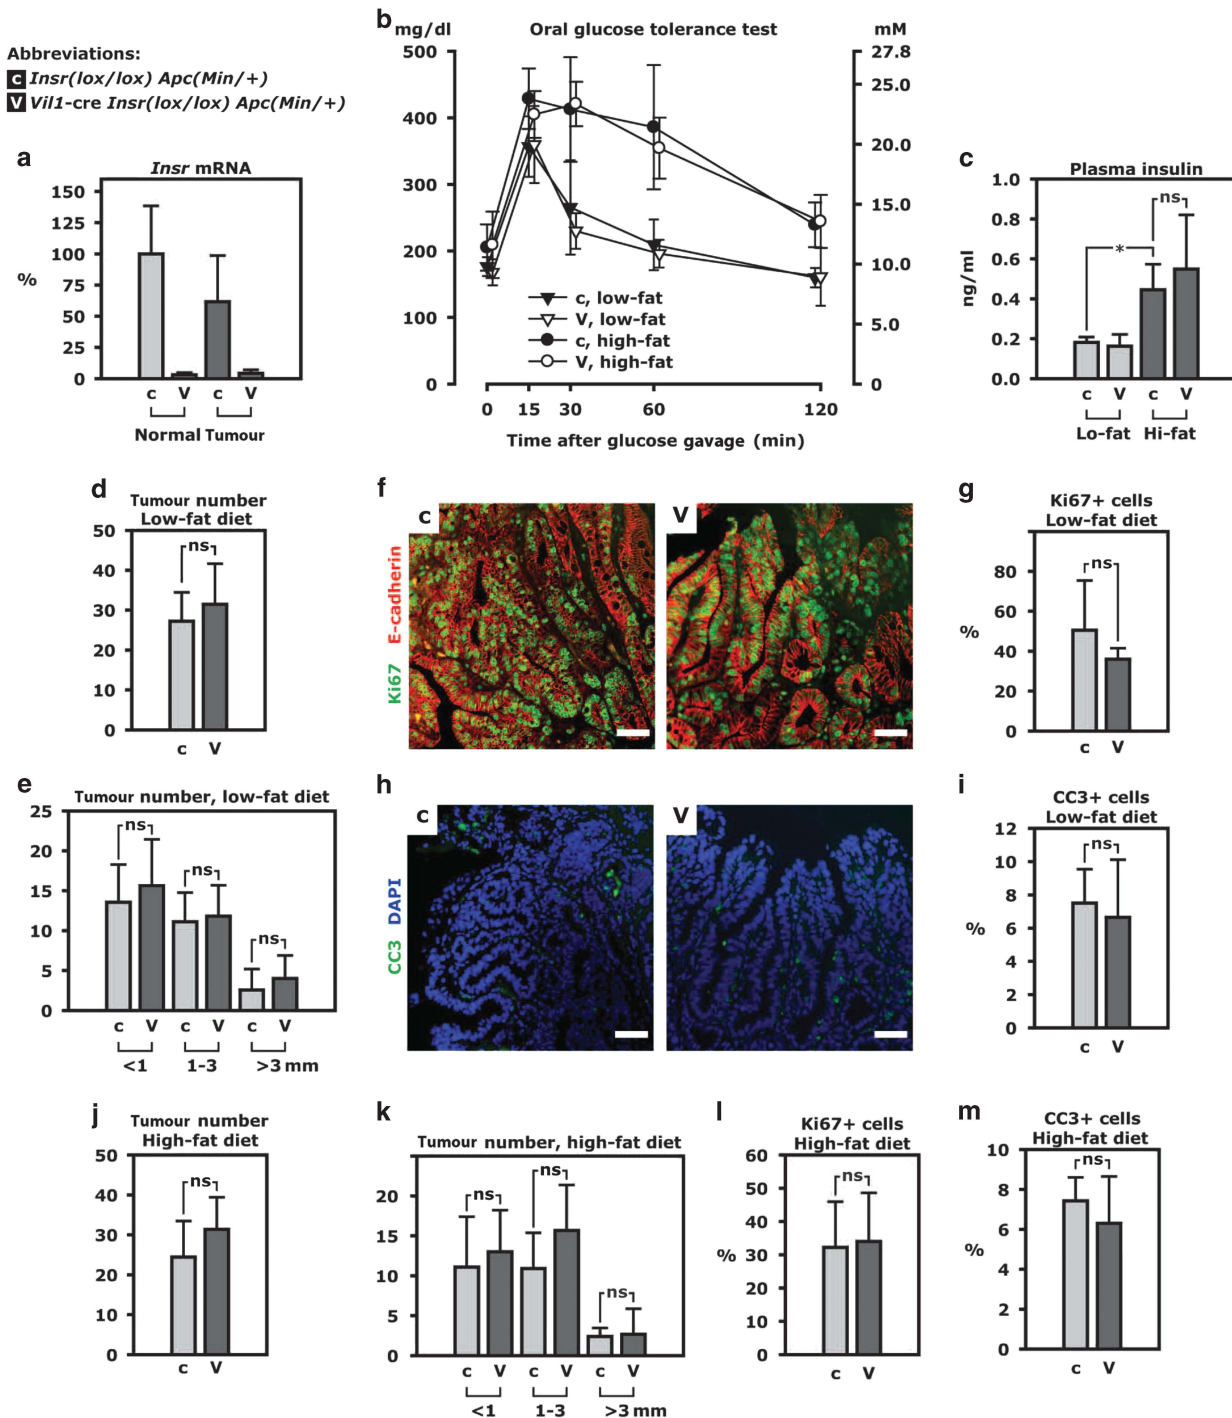 Abbreviations:
c Insr(lox/lox) Apc(Min/+)
V Vil1-cre Insr(lox/lox) Apc(Min/+)
a
Insr mRNA
%
150
125
100
75
50
25
0
c V c V
Normal Tumour
b
mg/dl Oral glucose tolerance test mM
500
400
300
200
100
0
27.8
25.0
20.0
15.0
10.0
5.0
0
c, low-fat
V, low-fat
c, high-fat
V, high-fat
0 15 30 60 120
Time after glucose gavage (min)
c
Plasma insulin
ng/ml
1.0
0.8
0.6
0.4
0.2
0.0
ns
*
c V c V
Lo-fat Hi-fat
d
Tumour number
Low-fat diet
50
40
30
20
10
0
ns
c V
e
Tumour number, low-fat diet
25
20
15
10
5
0
ns
ns
ns
c V c V c V
<1 1-3 >3 mm
f
Ki67 E-cadherin
c
V
g
Ki67+ cells
Low-fat diet
%
80
60
40
20
0
ns
c V
h
CC3 DAPI
c
V
i
CC3+ cells
Low-fat diet
%
12
10
8
6
4
2
0
ns
c V
j
Tumour number
High-fat diet
50
40
30
20
10
0
ns
c V
k
Tumour number, high-fat diet
20
15
10
5
0
ns
ns
ns
c V c V c V
<1 1-3 >3 mm
l
Ki67+ cells
High-fat diet
%
60
50
40
30
20
10
0
ns
c V
m
CC3+ cells
High-fat diet
%
10
8
6
4
2
0
ns
c V